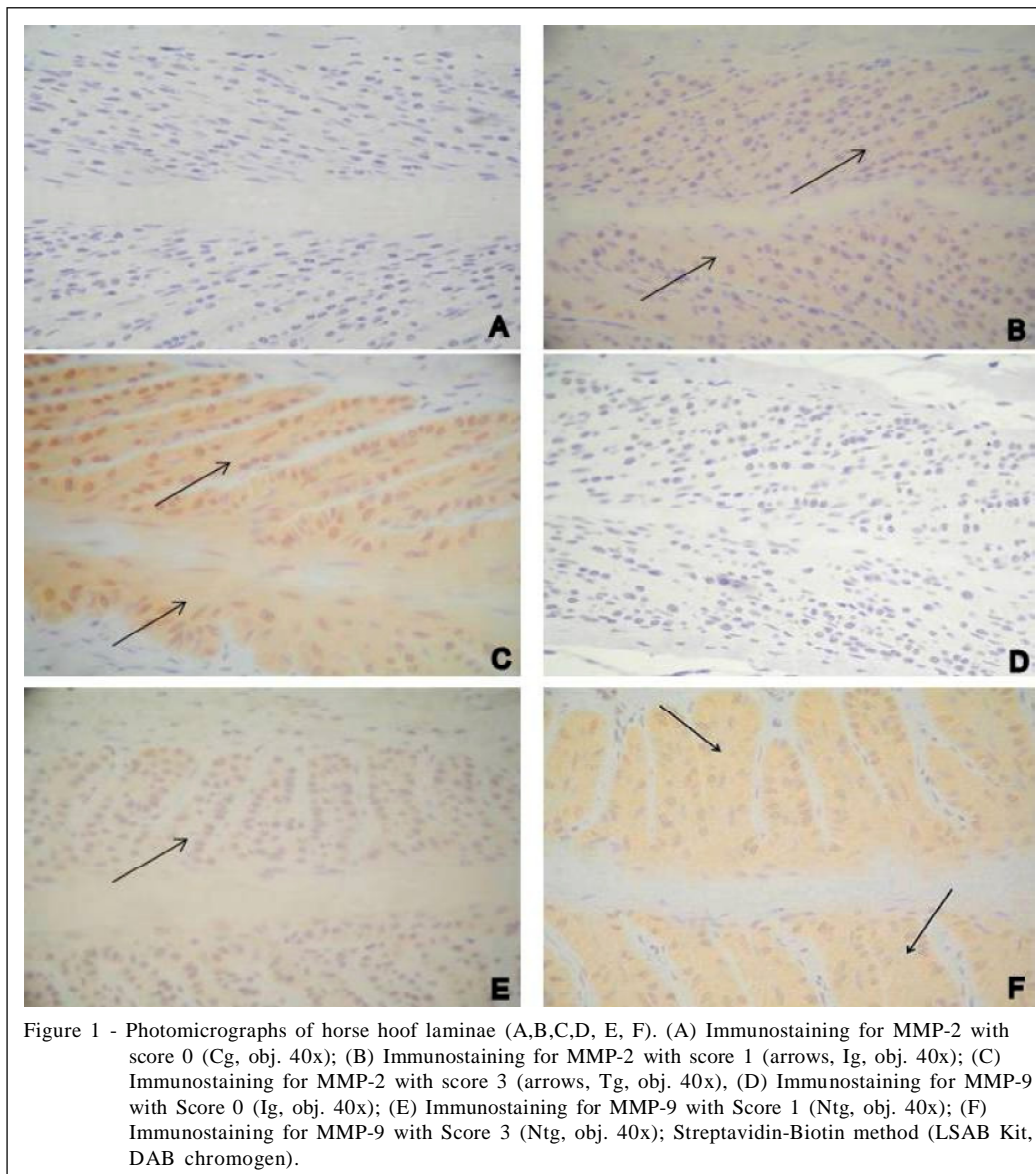 A
B
C
D
E
F
Figure 1 - Photomicrographs of horse hoof laminae (A,B,C,D, E, F). (A) Immunostaining for MMP-2 with
score 0 (Cg, obj. 40x); (B) Immunostaining for MMP-2 with score 1 (arrows, Ig, obj. 40x); (C)
Immunostaining for MMP-2 with score 3 (arrows, Tg, obj. 40x), (D) Immunostaining for MMP-9
with Score 0 (Ig, obj. 40x); (E) Immunostaining for MMP-9 with Score 1 (Ntg, obj. 40x); (F)
Immunostaining for MMP-9 with Score 3 (Ntg, obj. 40x); Streptavidin-Biotin method (LSAB Kit,
DAB chromogen).